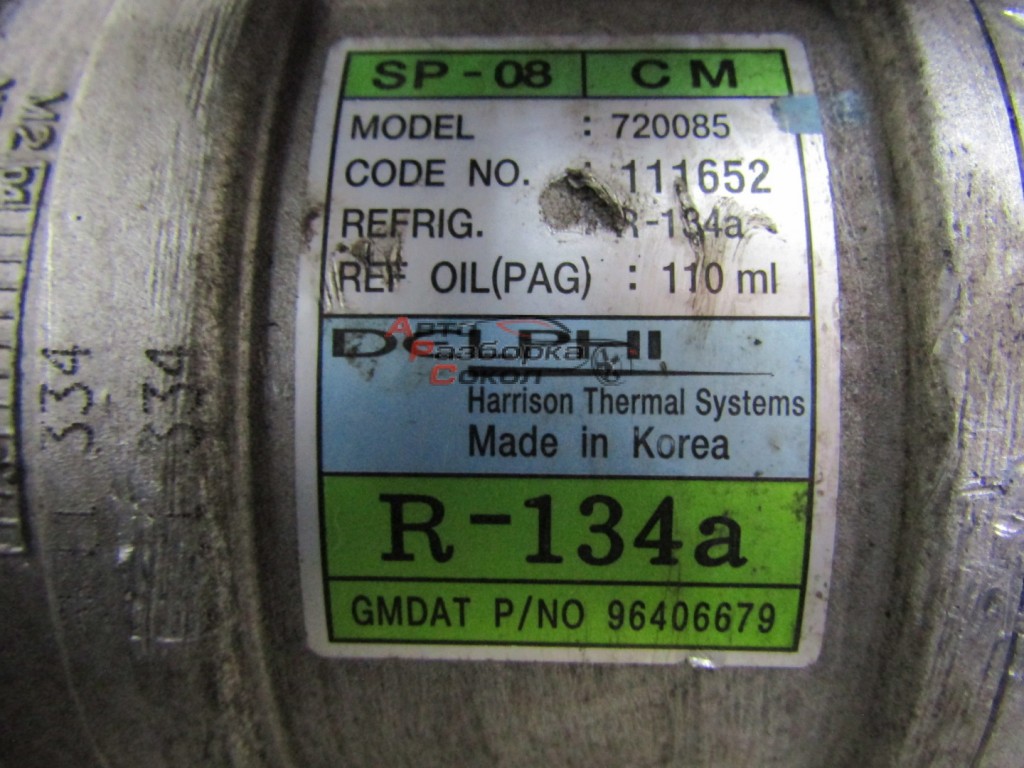 SP-08 CM
MODEL : 720085
CODE NO. : 111652
REFRIG. R-134a
REF OIL(PAG) : 110 ml
DELPHI
Авто
Разборка
Сокол
Harrison Thermal Systems
Made in Korea
R-134a
GMDAT P/NO 96406679
M2
334
334